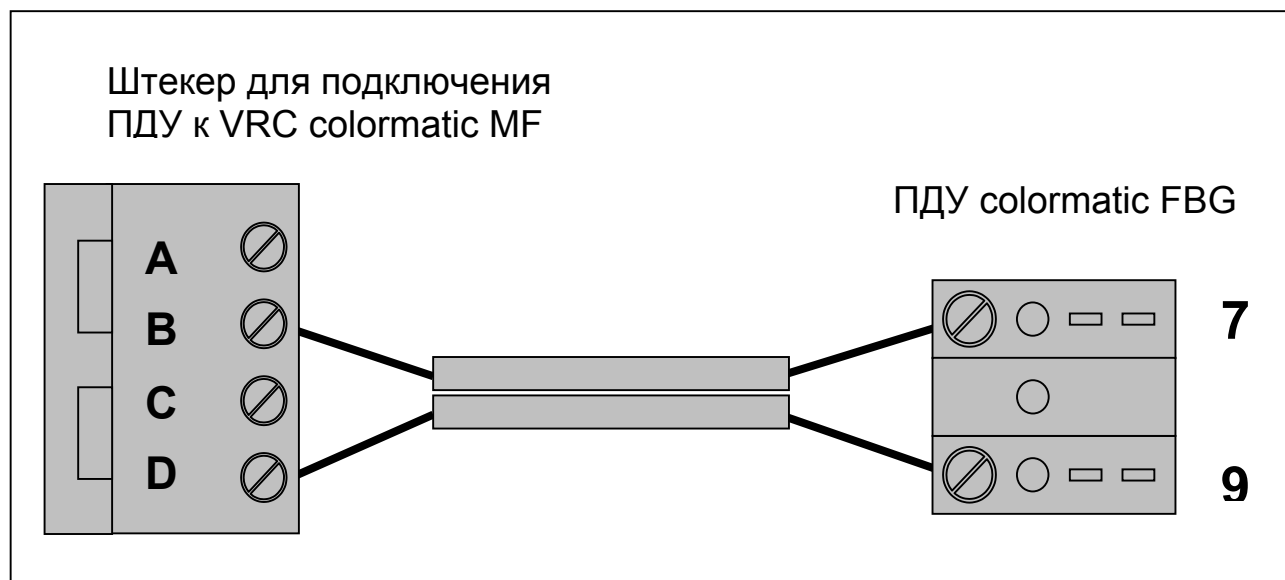 Штекер для подключения
ПДУ к VRC colormatic MF
ПДУ colormatic FBG
A
B
C
D
7
9